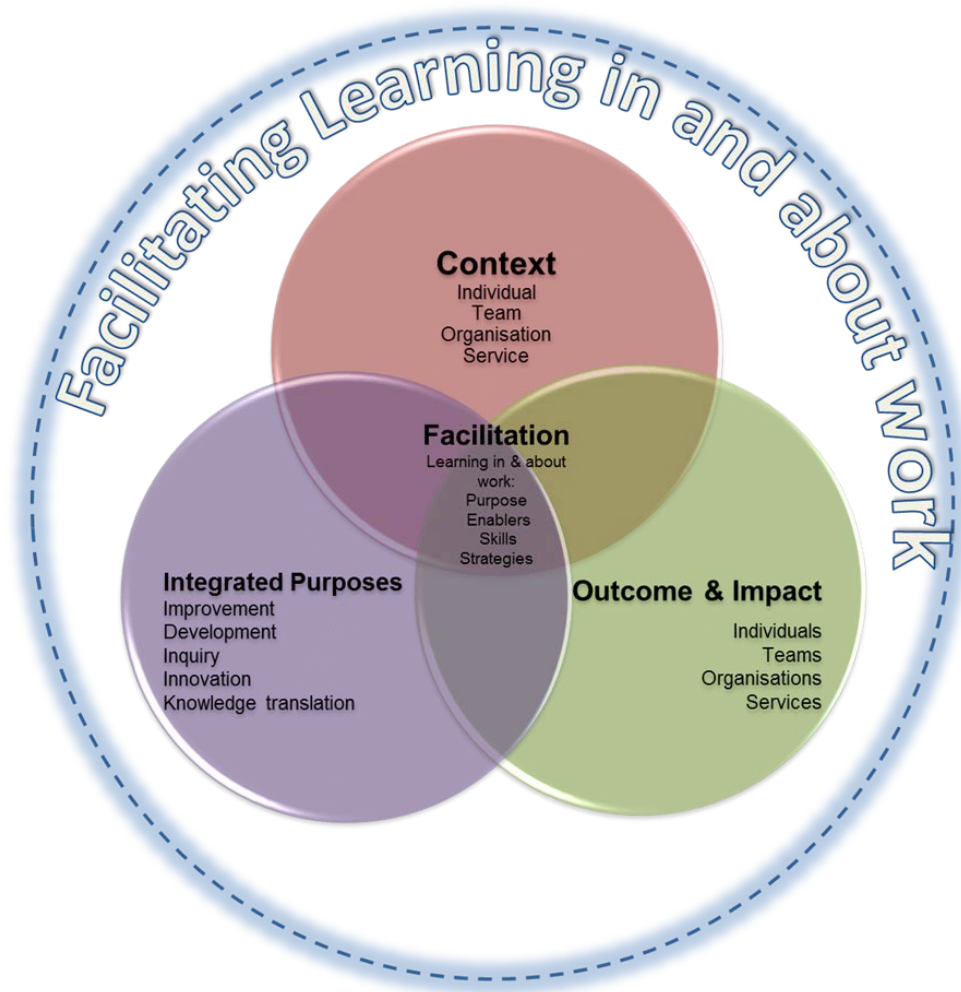 Facilitating Learning in and about work
Context
Individual
Team
Organisation
Service
Facilitation
Learning in & about
work:
Purpose
Enablers
Skills
Strategies
Integrated Purposes
Improvement
Development
Inquiry
Innovation
Knowledge translation
Outcome & Impact
Individuals
Teams
Organisations
Services